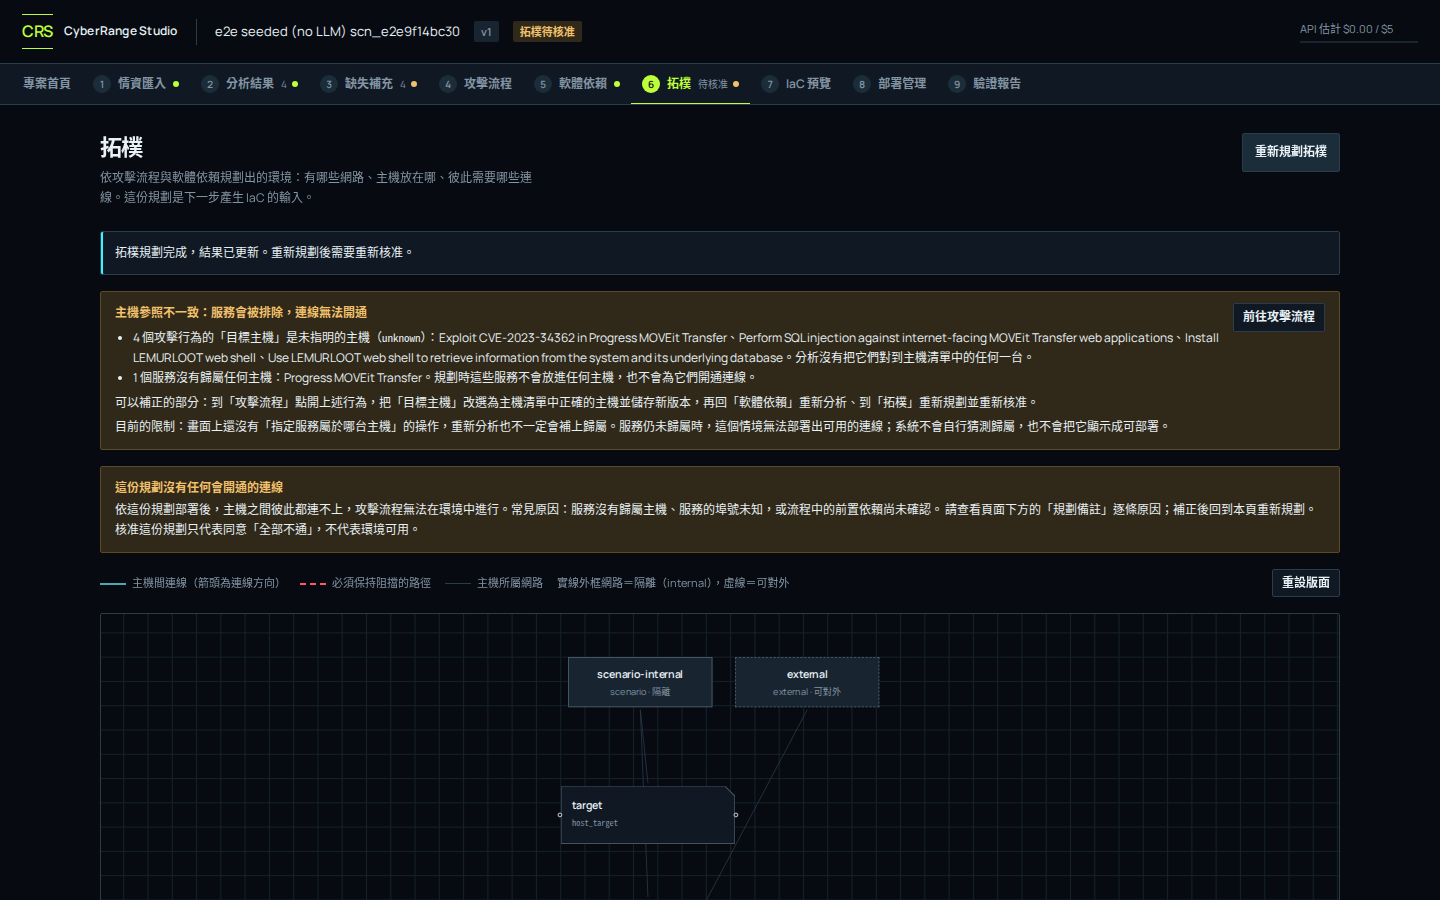 CRS CyberRange Studio e2e seeded (no LLM) scn_e2e9f14bc30 v1 拓樸待核准 API 估計 $0.00 / $5
專案首頁 1 情資匯入 2 分析結果 4 3 缺失補充 4 4 攻擊流程 5 軟體依賴 6 拓樸 待核准 7 IaC 預覽 8 部署管理 9 驗證報告
拓樸
重新規劃拓樸
依攻擊流程與軟體依賴規劃出的環境：有哪些網路、主機放在哪、彼此需要哪些連
線。這份規劃是下一步產生 IaC 的輸入。
拓樸規劃完成，結果已更新。重新規劃後需要重新核准。
主機參照不一致：服務會被排除，連線無法開通
前往攻擊流程
4 個攻擊行為的「目標主機」是未指明的主機（unknown）：Exploit CVE-2023-34362 in Progress MOVEit Transfer、Perform SQL injection against internet-facing MOVEit Transfer web applications、Install
LEMURLOOT web shell、Use LEMURLOOT web shell to retrieve information from the system and its underlying database。分析沒有把它們對到主機清單中的任何一台。
1 個服務沒有歸屬任何主機：Progress MOVEit Transfer。規劃時這些服務不會放進任何主機，也不會為它們開通連線。
可以補正的部分：到「攻擊流程」點開上述行為，把「目標主機」改選為主機清單中正確的主機並儲存新版本，再回「軟體依賴」重新分析、到「拓樸」重新規劃並重新核准。
目前的限制：畫面上還沒有「指定服務屬於哪台主機」的操作，重新分析也不一定會補上歸屬。服務仍未歸屬時，這個情境無法部署出可用的連線；系統不會自行猜測歸屬，也不會把它顯示成可部署。
這份規劃沒有任何會開通的連線
依這份規劃部署後，主機之間彼此都連不上，攻擊流程無法在環境中進行。常見原因：服務沒有歸屬主機、服務的埠號未知，或流程中的前置依賴尚未確認。 請查看頁面下方的「規劃備註」逐條原因；補正後回到本頁重新規劃。
核准這份規劃只代表同意「全部不通」，不代表環境可用。
主機間連線（箭頭為連線方向） 必須保持阻擋的路徑 主機所屬網路 實線外框網路＝隔離（internal），虛線＝可對外
重設版面
scenario-internal
scenario · 隔離
external
external · 可對外
target
host_target